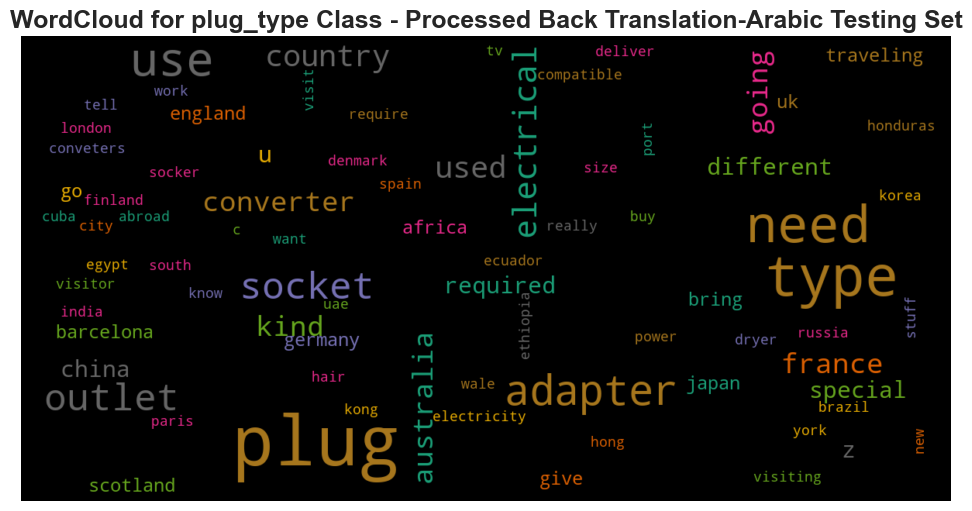 WordCloud for plug_type Class - Processed Back Translation-Arabic Testing Set
use
country
tv
deliver
compatible
going
traveling
work
visit
electrical
tell
england
require
uk
london
honduras
conveters
u
denmark
used
port
size
different
socker
spain
go
finland
converter
korea
need
cuba
city
abroad
c
want
africa
really
buy
egypt
south
ecuador
type
visitor
know
socket
required
bring
uae
india
kind
ethiopia
stuff
barcelona
germany
australia
power
dryer
russia
china
hair
france
wale
adapter
japan
special
outlet
kong
electricity
brazil
paris
plug
york
hong
z
new
scotland
give
visiting